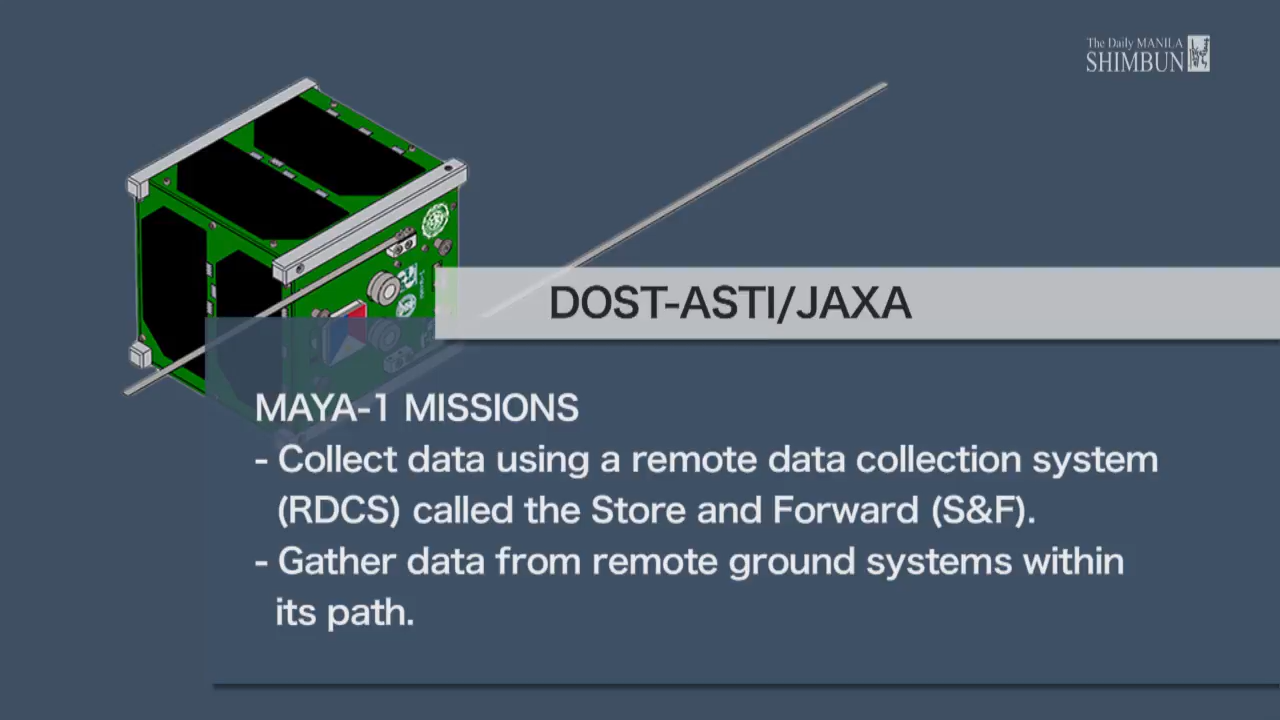 The Daily MANILA
SHIMBUN
DOST-ASTI/JAXA
MAYA-1 MISSIONS
- Collect data using a remote data collection system
(RDCS) called the Store and Forward (S&F).
- Gather data from remote ground systems within
its path.